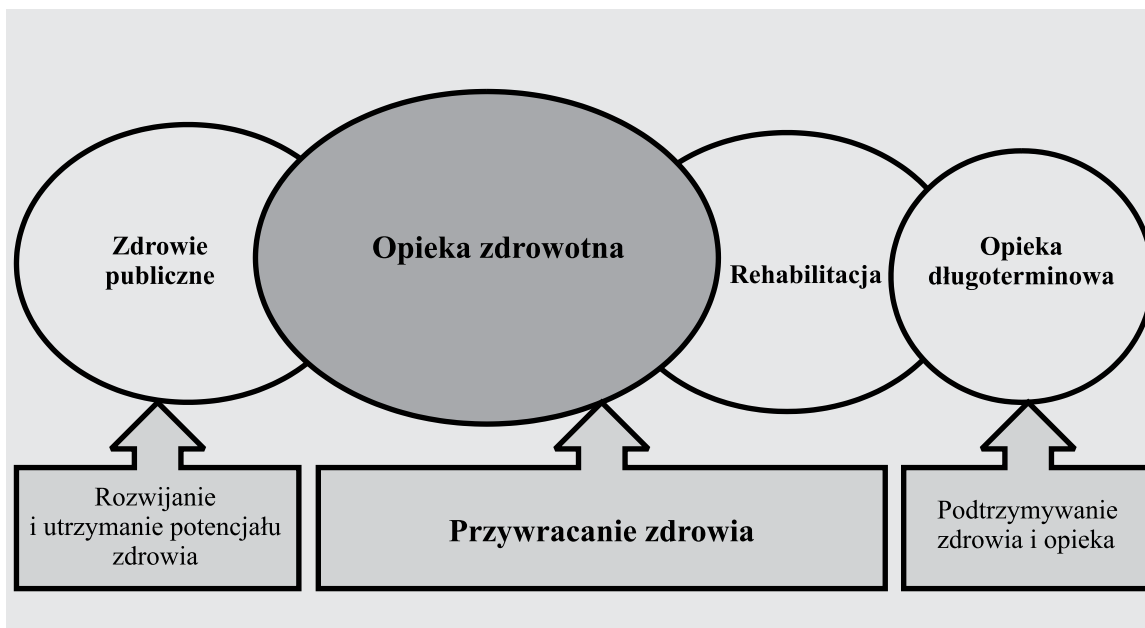 Zdrowie
publiczne
Opieka zdrowotna
Rehabilitacja
Opieka
długoterminowa
Rozwijanie
i utrzymanie potencjału
zdrowia
Przywracanie zdrowia
Podtrzymywanie
zdrowia i opieka